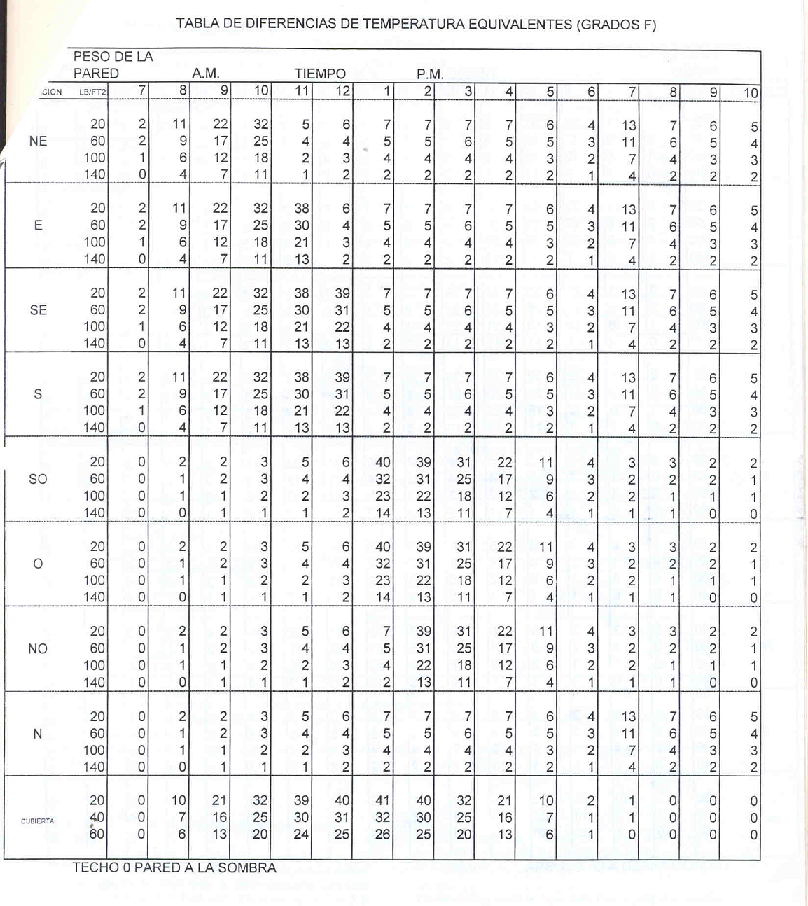 TABLA DE DIFERENCIAS DE TEMPERATURA EQUIVALENTES (GRADOS F)
PESO DE LA
PARED A.M. TIEMPO P.M.
CION LB/FT2 7 8 9 10 11 12 1 2 3 4 5 6 7 8 9 10
20 2 11 22 32 5 6 7 7 7 7 6 4 13 7 6 5
NE 60 2 9 17 25 4 4 5 5 6 5 5 3 11 6 5 4
100 1 6 12 18 2 3 4 4 4 4 3 2 7 4 3 3
140 0 4 7 11 1 2 2 2 2 2 2 1 4 2 2 2
20 2 11 22 32 38 6 7 7 7 7 6 4 13 7 6 5
E 60 2 9 17 25 30 4 5 5 6 5 5 3 11 6 5 4
100 1 6 12 18 21 3 4 4 4 4 3 2 7 4 3 3
140 0 4 7 11 13 2 2 2 2 2 2 1 4 2 2 2
20 2 11 22 32 38 39 7 7 7 7 6 4 13 7 6 5
SE 60 2 9 17 25 30 31 5 5 6 5 5 3 11 6 5 4
100 1 6 12 18 21 22 4 4 4 4 3 2 7 4 3 3
140 0 4 7 11 13 13 2 2 2 2 2 1 4 2 2 2
20 2 11 22 32 38 39 7 7 7 7 6 4 13 7 6 5
S 60 2 9 17 25 30 31 5 5 6 5 5 3 11 6 5 4
100 1 6 12 18 21 22 4 4 4 4 3 2 7 4 3 3
140 0 4 7 11 13 13 2 2 2 2 2 1 4 2 2 2
20 0 2 2 3 5 6 40 39 31 22 11 4 3 3 2 2
SO 60 0 1 2 3 4 4 32 31 25 17 9 3 2 2 2 1
100 0 1 1 2 2 3 23 22 18 12 6 2 2 1 1 1
140 0 0 1 1 1 2 14 13 11 7 4 1 1 1 0 0
20 0 2 2 3 5 6 40 39 31 22 11 4 3 3 2 2
O 60 0 1 2 3 4 4 32 31 25 17 9 3 2 2 2 1
100 0 1 1 2 2 3 23 22 18 12 6 2 2 1 1 1
140 0 0 1 1 1 2 14 13 11 7 4 1 1 1 0 0
20 0 2 2 3 5 6 7 39 31 22 11 4 3 3 2 2
NO 60 0 1 2 3 4 4 5 31 25 17 9 3 2 2 2 1
100 0 1 1 2 2 3 4 22 18 12 6 2 2 1 1 1
140 0 0 1 1 1 2 2 13 11 7 4 1 1 1 0 0
20 0 2 2 3 5 6 7 7 7 7 6 4 13 7 6 5
N 60 0 1 2 3 4 4 5 5 6 5 5 3 11 6 5 4
100 0 1 1 2 2 3 4 4 4 4 3 2 7 4 3 3
140 0 0 1 1 1 2 2 2 2 2 2 1 4 2 2 2
20 0 10 21 32 39 40 41 40 32 21 10 2 1 0 0 0
CUBIERTA 40 0 7 16 25 30 31 32 30 25 16 7 1 1 0 0 0
60 0 6 13 20 24 25 26 25 20 13 6 1 0 0 0 0
TECHO 0 PARED A LA SOMBRA